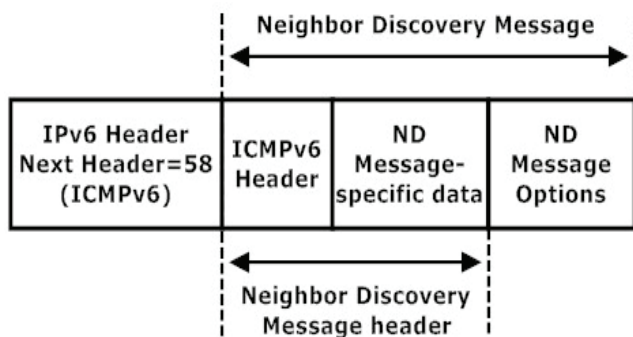 Neighbor Discovery Message
IPv6 Header
Next Header=58
(ICMPv6)
ICMPv6
Header
ND
Message-
specific data
ND
Message
Options
Neighbor Discovery
Message header